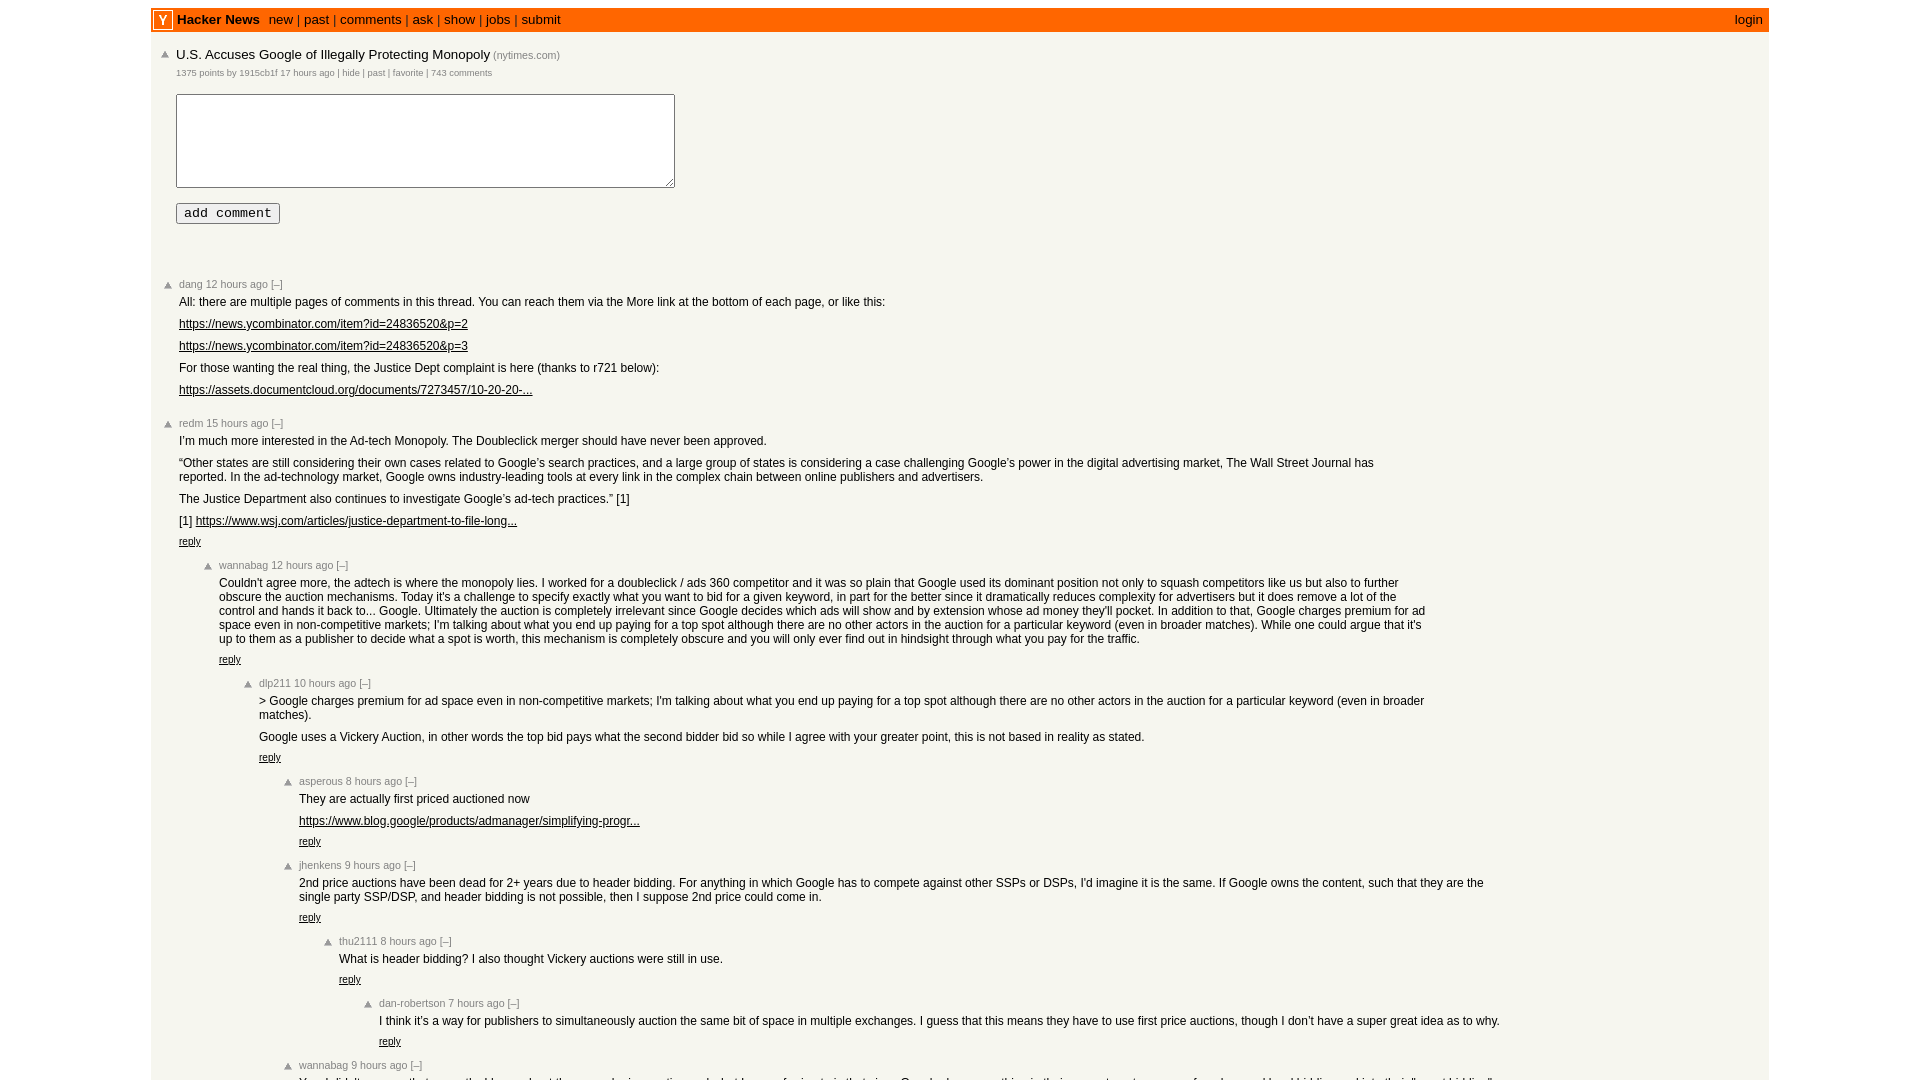 Y Hacker News new | past | comments | ask | show | jobs | submit login
U.S. Accuses Google of Illegally Protecting Monopoly (nytimes.com)
1375 points by 1915cb1f 17 hours ago | hide | past | favorite | 743 comments
add comment
dang 12 hours ago [–]
All: there are multiple pages of comments in this thread. You can reach them via the More link at the bottom of each page, or like this:
https://news.ycombinator.com/item?id=24836520&p=2
https://news.ycombinator.com/item?id=24836520&p=3
For those wanting the real thing, the Justice Dept complaint is here (thanks to r721 below):
https://assets.documentcloud.org/documents/7273457/10-20-20-...
redm 15 hours ago [–]
I’m much more interested in the Ad-tech Monopoly. The Doubleclick merger should have never been approved.
“Other states are still considering their own cases related to Google’s search practices, and a large group of states is considering a case challenging Google’s power in the digital advertising market, The Wall Street Journal has
reported. In the ad-technology market, Google owns industry-leading tools at every link in the complex chain between online publishers and advertisers.
The Justice Department also continues to investigate Google’s ad-tech practices.” [1]
[1] https://www.wsj.com/articles/justice-department-to-file-long...
reply
wannabag 12 hours ago [–]
Couldn't agree more, the adtech is where the monopoly lies. I worked for a doubleclick / ads 360 competitor and it was so plain that Google used its dominant position not only to squash competitors like us but also to further
obscure the auction mechanisms. Today it's a challenge to specify exactly what you want to bid for a given keyword, in part for the better since it dramatically reduces complexity for advertisers but it does remove a lot of the
control and hands it back to... Google. Ultimately the auction is completely irrelevant since Google decides which ads will show and by extension whose ad money they'll pocket. In addition to that, Google charges premium for ad
space even in non-competitive markets; I'm talking about what you end up paying for a top spot although there are no other actors in the auction for a particular keyword (even in broader matches). While one could argue that it's
up to them as a publisher to decide what a spot is worth, this mechanism is completely obscure and you will only ever find out in hindsight through what you pay for the traffic.
reply
dlp211 10 hours ago [–]
> Google charges premium for ad space even in non-competitive markets; I'm talking about what you end up paying for a top spot although there are no other actors in the auction for a particular keyword (even in broader
matches).
Google uses a Vickery Auction, in other words the top bid pays what the second bidder bid so while I agree with your greater point, this is not based in reality as stated.
reply
asperous 8 hours ago [–]
They are actually first priced auctioned now
https://www.blog.google/products/admanager/simplifying-progr...
reply
jhenkens 9 hours ago [–]
2nd price auctions have been dead for 2+ years due to header bidding. For anything in which Google has to compete against other SSPs or DSPs, I'd imagine it is the same. If Google owns the content, such that they are the
single party SSP/DSP, and header bidding is not possible, then I suppose 2nd price could come in.
reply
thu2111 8 hours ago [–]
What is header bidding? I also thought Vickery auctions were still in use.
reply
dan-robertson 7 hours ago [–]
I think it’s a way for publishers to simultaneously auction the same bit of space in multiple exchanges. I guess that this means they have to use first price auctions, though I don’t have a super great idea as to why.
reply
wannabag 9 hours ago [–]